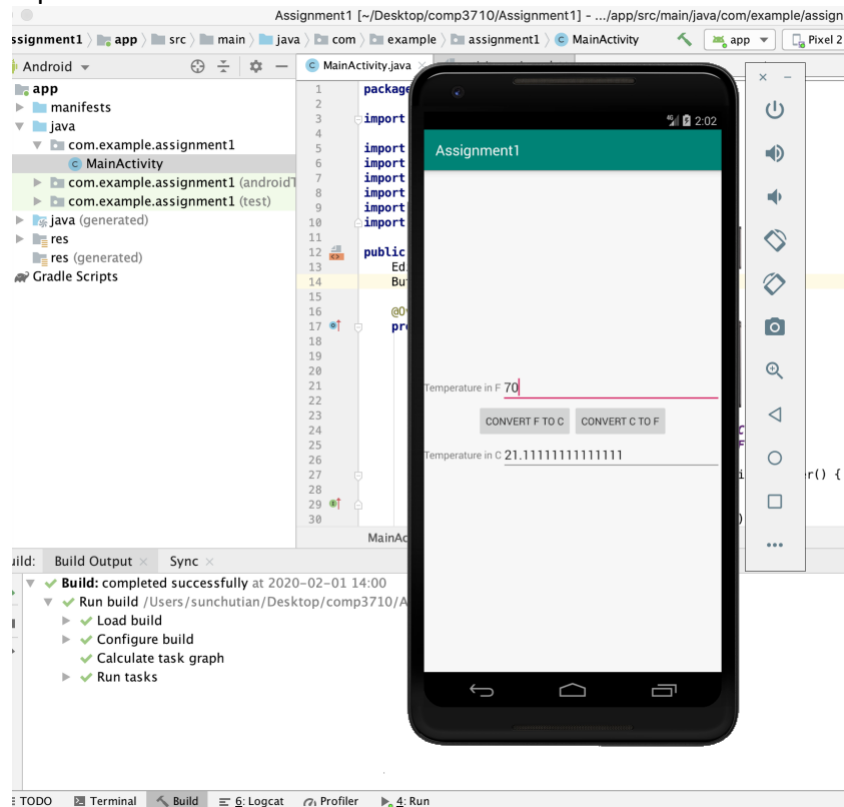 Assignment1 [~/Desktop/comp3710/Assignment1] - .../app/src/main/java/com/example/assign
ssignment1 app src main java com example assignment1 MainActivity app Pixel 2
Android
MainActivity.java
app
manifests
java
com.example.assignment1
MainActivity
com.example.assignment1 (androidT
com.example.assignment1 (test)
java (generated)
res
res (generated)
Gradle Scripts
1 package
2
3 import
4
5 import
6 import
7 import
8 import
9 import
10 import
11
12 public
13 Ed
14 Bu
15
16 @O
17 pr
18
19
20
21
22
23
24
25
26
27
28
29
30
r() {
MainAc
2:02
Assignment1
Temperature in F 70
CONVERT F TO C CONVERT C TO F
Temperature in C 21.11111111111111
uild: Build Output Sync
Build: completed successfully at 2020-02-01 14:00
Run build /Users/sunchutian/Desktop/comp3710/A
Load build
Configure build
Calculate task graph
Run tasks
TODO Terminal Build 6: Logcat Profiler 4: Run